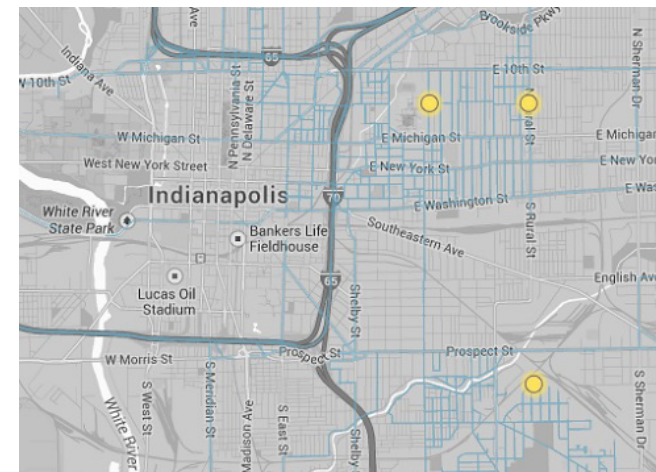 Brookside Pkwy
N Sherman Dr
Ave
Indiana Ave
65
W 10th St
E 10th St
N Pennsylvania St
N Delaware St
N Rural St
W Michigan St
E Michigan St
E Michigan
West New York Street
E New York St
E New Yor
Indianapolis
70
E Washington St
E Was
White River
State Park
Bankers Life
Fieldhouse
Southeastern Ave
S Rural St
65
English Ave
Lucas Oil
Stadium
Shelby St
W Morris St
Prospect St
Prospect St
S West St
S Meridian St
Madison Ave
S East St
Shelby
S Sherman Dr
White River